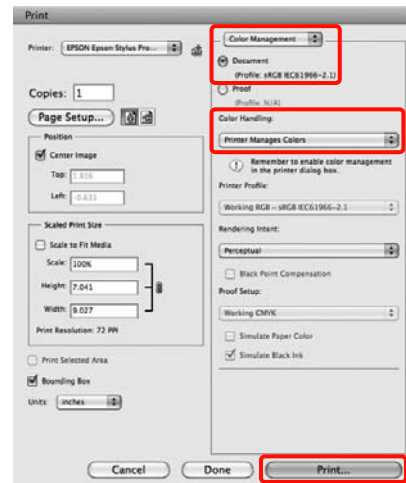 Print
Printer: EPSON Epson Stylus Pro...
Copies: 1
Page Setup...
Position
Center Image
Top: 1.916
Left: -0.631
Scaled Print Size
Scale to Fit Media
Scale: 100%
Height: 7.041
Width: 9.027
Print Resolution: 72 PPI
Print Selected Area
Bounding Box
Units: inches
Color Management
Document
(Profile: sRGB IEC61966-2.1)
Proof
(Profile: N/A)
Color Handling:
Printer Manages Colors
Remember to enable color management
in the printer dialog box.
Printer Profile:
Working RGB - sRGB IEC61966-2.1
Rendering Intent:
Perceptual
Black Point Compensation
Proof Setup:
Working CMYK
Simulate Paper Color
Simulate Black Ink
Cancel
Done
Print...